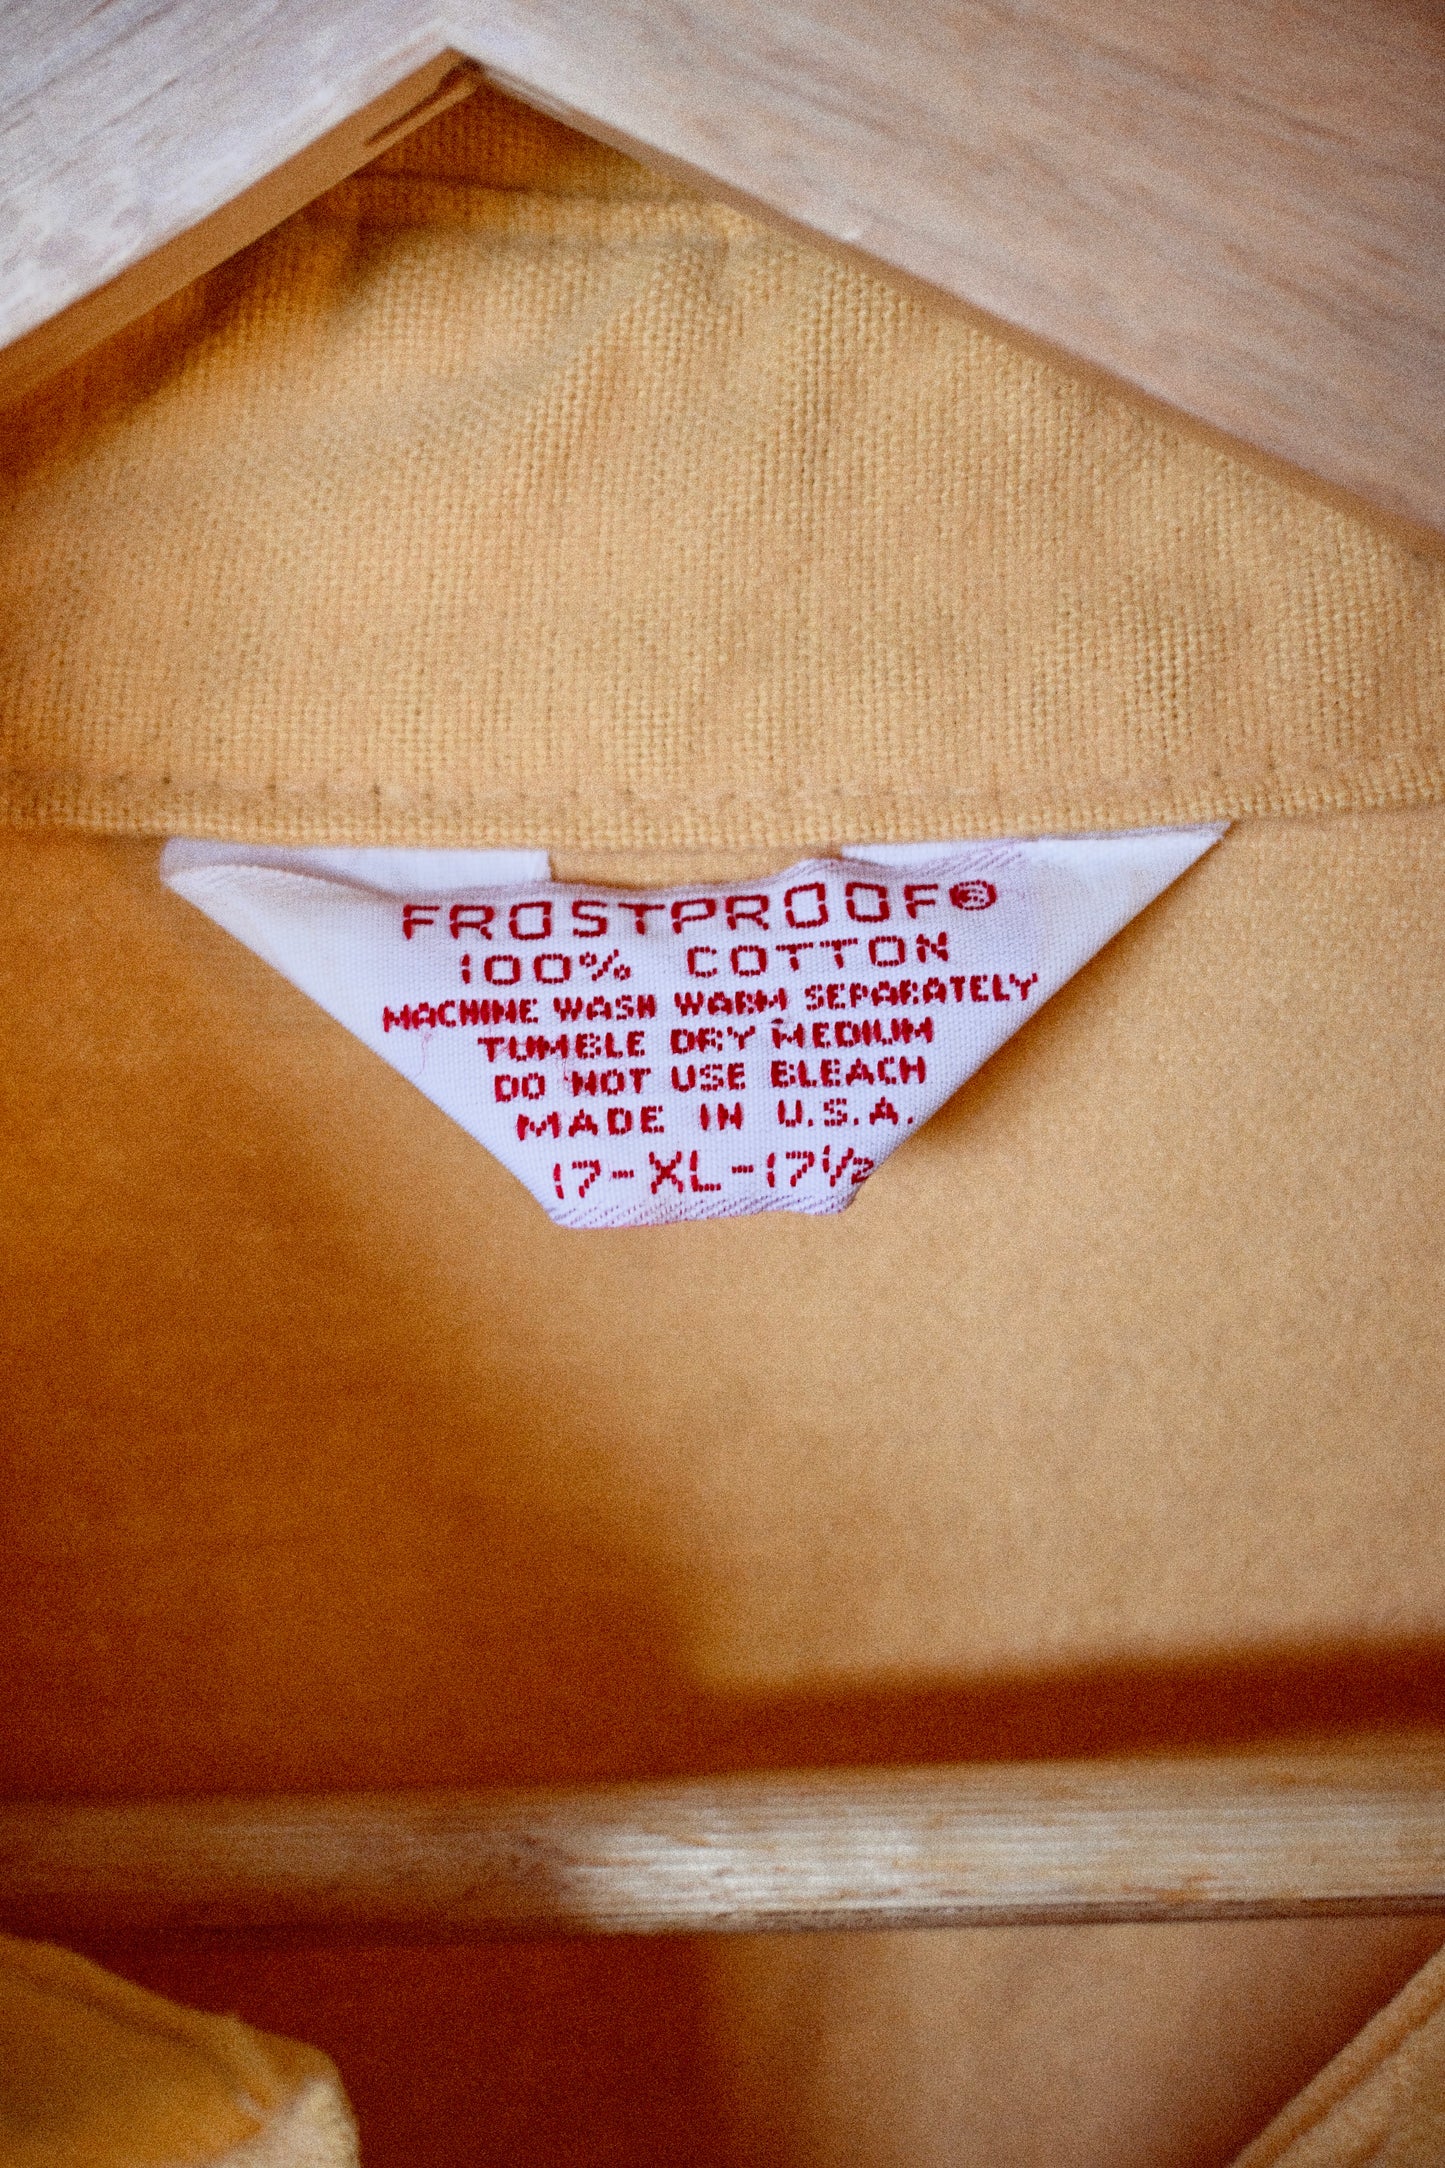 FROSTPROOF®
100% COTTON
MACHINE WASH WARM SEPARATELY
TUMBLE DRY MEDIUM
DO NOT USE BLEACH
MADE IN U.S.A.
17-XL-17½